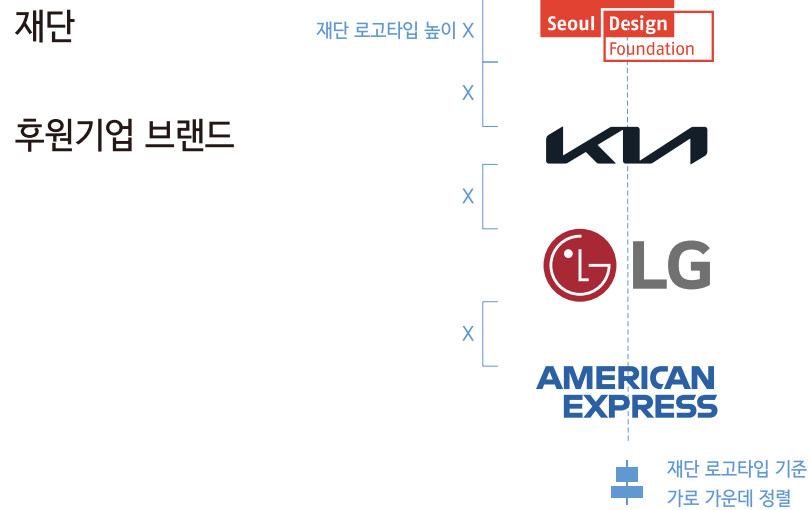 재단
재단 로고타입 높이 X
Seoul Design
Foundation
X
후원기업 브랜드
KIA
X
LG
X
AMERICAN
EXPRESS
재단 로고타입 기준
가로 가운데 정렬